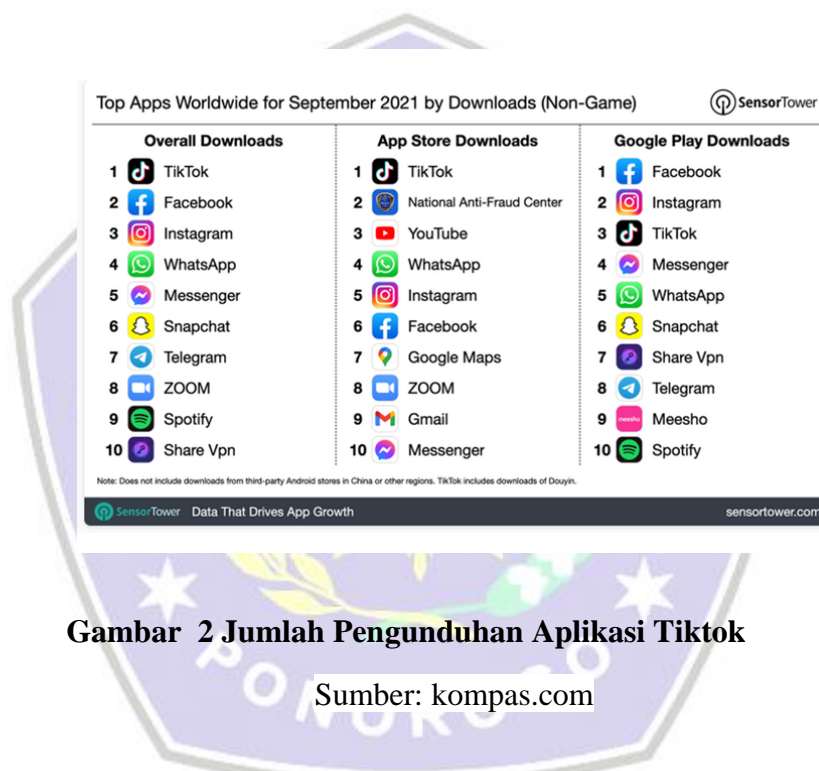 Top Apps Worldwide for September 2021 by Downloads (Non-Game)
SensorTower
Overall Downloads
1 TikTok
2 Facebook
3 Instagram
4 WhatsApp
5 Messenger
6 Snapchat
7 Telegram
8 ZOOM
9 Spotify
10 Share Vpn
App Store Downloads
1 TikTok
2 National Anti-Fraud Center
3 YouTube
4 WhatsApp
5 Instagram
6 Facebook
7 Google Maps
8 ZOOM
9 Gmail
10 Messenger
Google Play Downloads
1 Facebook
2 Instagram
3 TikTok
4 Messenger
5 WhatsApp
6 Snapchat
7 Share Vpn
8 Telegram
9 meesho Meesho
10 Spotify
Note: Does not include downloads from third-party Android stores in China or other regions. TikTok includes downloads of Douyin.
SensorTower Data That Drives App Growth
sensortower.com
Gambar 2 Jumlah Pengunduhan Aplikasi Tiktok
Sumber: kompas.com
PONOROGO